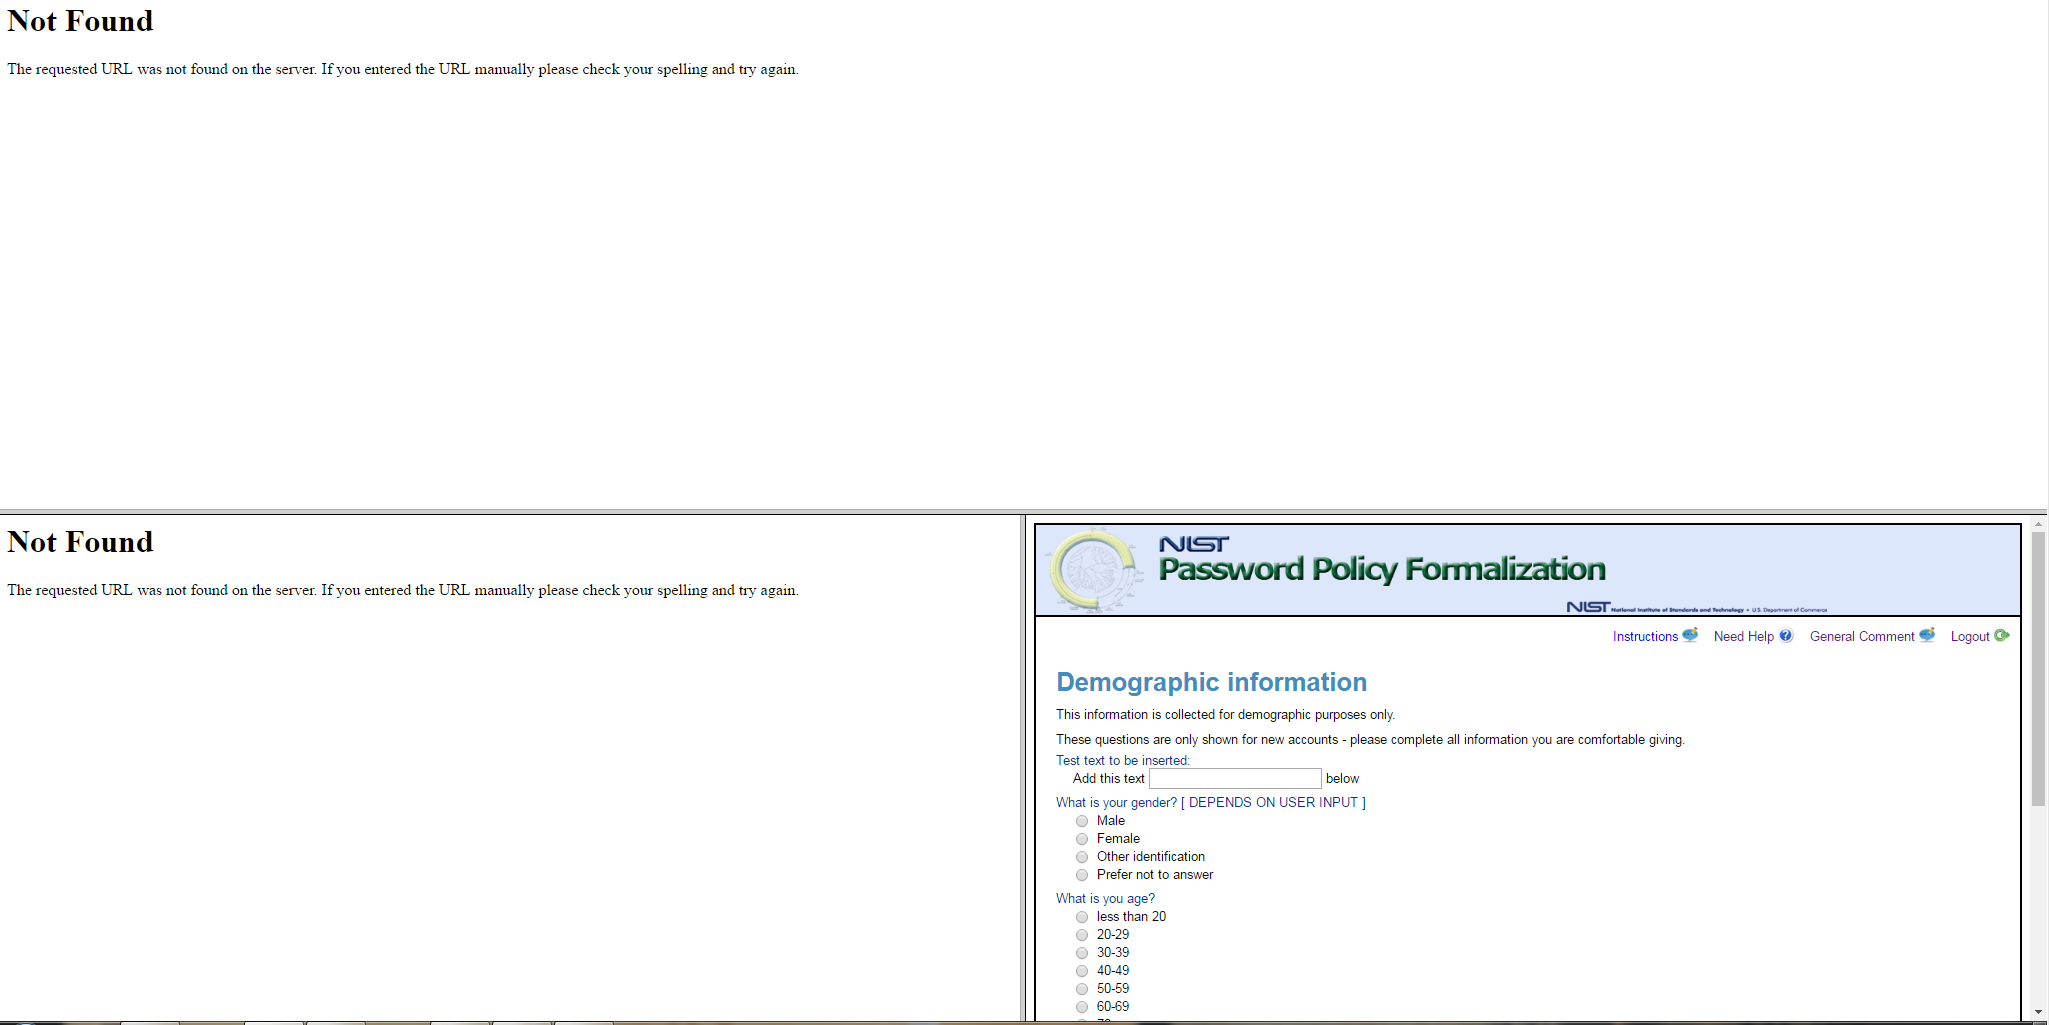 Not Found
The requested URL was not found on the server. If you entered the URL manually please check your spelling and try again.
Not Found
The requested URL was not found on the server. If you entered the URL manually please check your spelling and try again.
NIST
Password Policy Formalization
NIST National Institute of Standards and Technology • U.S. Department of Commerce
Instructions Need Help General Comment Logout
Demographic information
This information is collected for demographic purposes only.
These questions are only shown for new accounts - please complete all information you are comfortable giving.
Test text to be inserted:
Add this text below
What is your gender? [ DEPENDS ON USER INPUT ]
Male
Female
Other identification
Prefer not to answer
What is you age?
less than 20
20-29
30-39
40-49
50-59
60-69